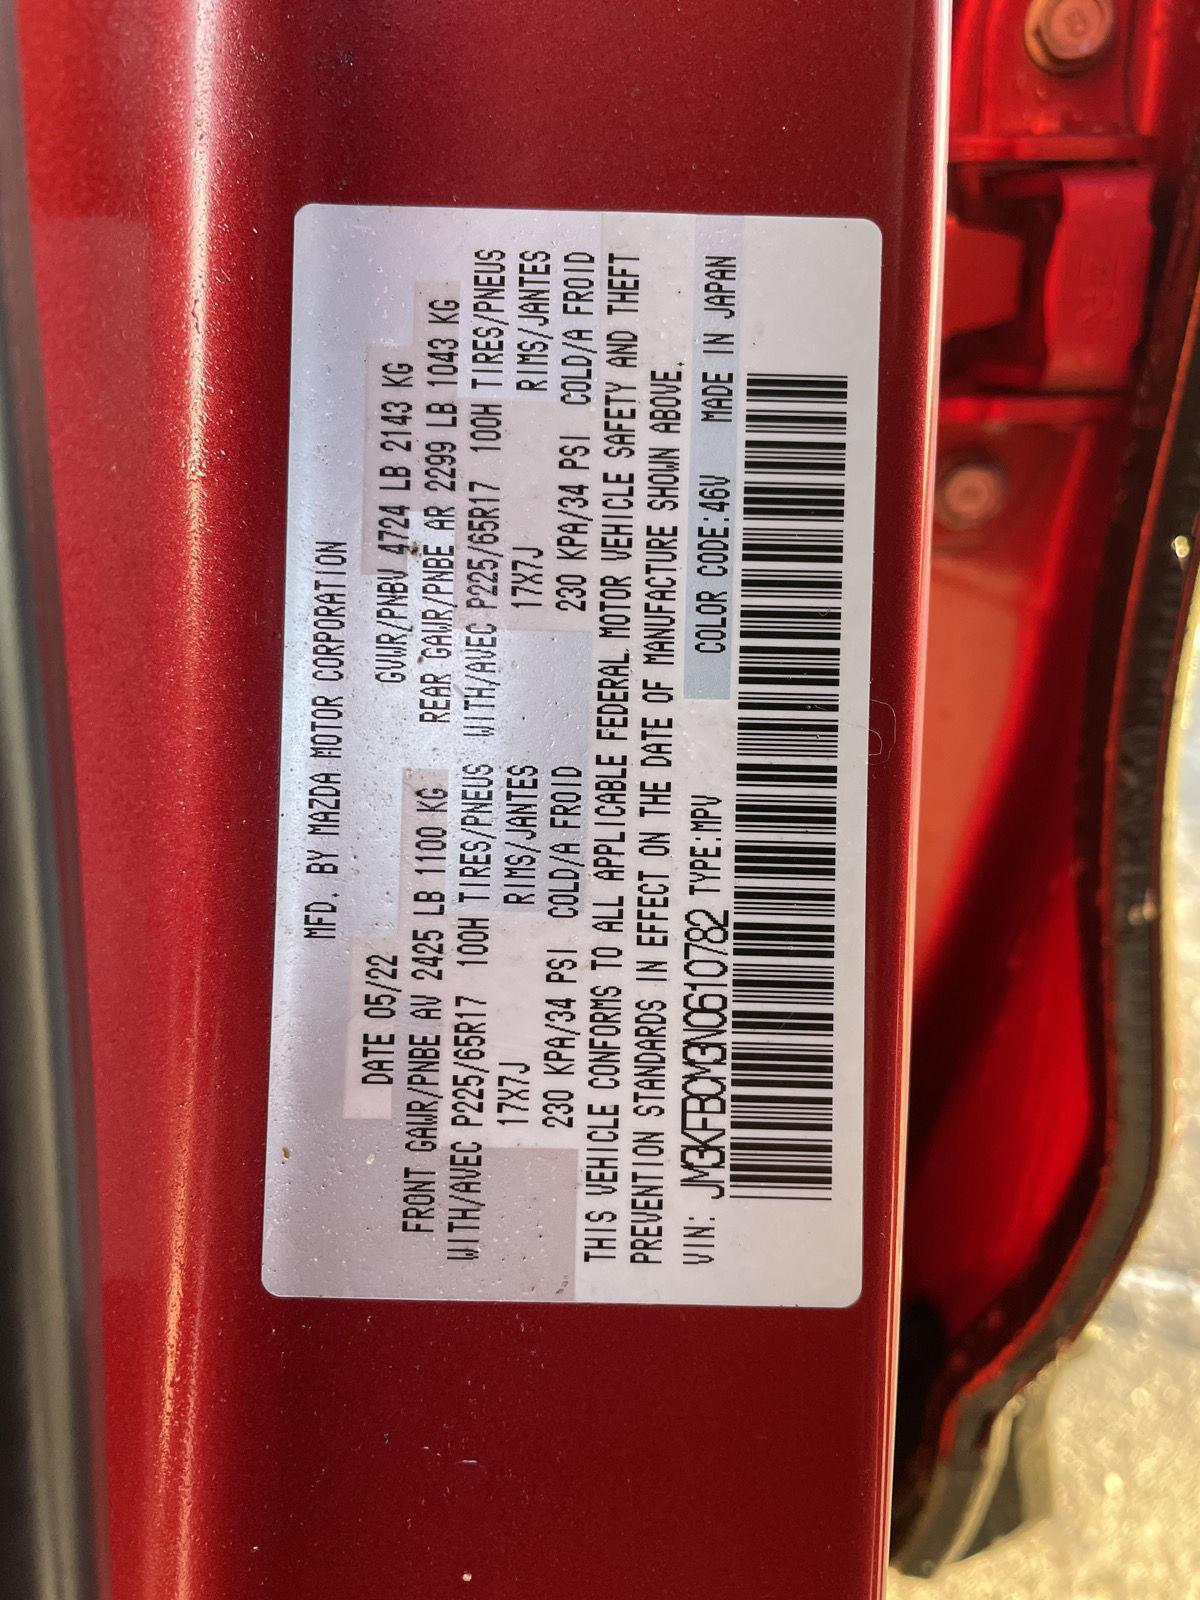 MFD. BY MAZDA MOTOR CORPORATION
DATE 05/22 GVWR/PNBV 4724 LB 2143 KG
FRONT GAWR/PNBE AV 2425 LB 1100 KG REAR GAWR/PNBE AR 2299 LB 1043 KG
WITH/AVEC P225/65R17 100H TIRES/PNEUS WITH/AVEC P225/65R17 100H TIRES/PNEUS
17X7J RIMS/JANTES 17X7J RIMS/JANTES
230 KPA/34 PSI COLD/A FROID 230 KPA/34 PSI COLD/A FROID
THIS VEHICLE CONFORMS TO ALL APPLICABLE FEDERAL MOTOR VEHICLE SAFETY AND THEFT
PREVENTION STANDARDS IN EFFECT ON THE DATE OF MANUFACTURE SHOWN ABOVE.
VIN: JM3KFBCM3N0610782 TYPE:MPV COLOR CODE:46V MADE IN JAPAN